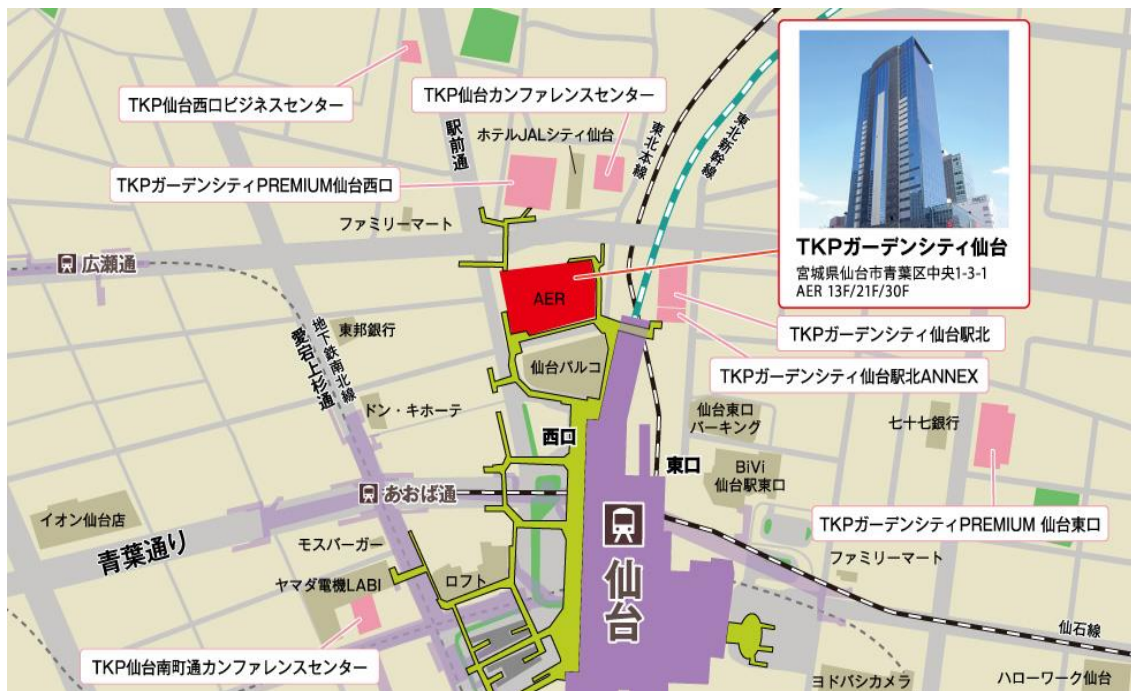 TKP仙台西口ビジネスセンター
TKP仙台カンファレンスセンター
ホテルJALシティ仙台
駅前通
東北本線
東北新幹線
TKPガーデンシティPREMIUM仙台西口
ファミリーマート
TKPガーデンシティ仙台
宮城県仙台市青葉区中央1-3-1
AER 13F/21F/30F
広瀬通
AER
東邦銀行
地下鉄南北線
愛宕上杉通
仙台パルコ
TKPガーデンシティ仙台駅北
TKPガーデンシティ仙台駅北ANNEX
ドン・キホーテ
西口
東口
仙台東口
パーキング
七十七銀行
BiVi
仙台駅東口
あおば通
イオン仙台店
青葉通り
モスバーガー
ヤマダ電機LABI
ロフト
仙台
TKPガーデンシティPREMIUM 仙台東口
ファミリーマート
仙石線
TKP仙台南町通カンファレンスセンター
ヨドバシカメラ
ハローワーク仙台